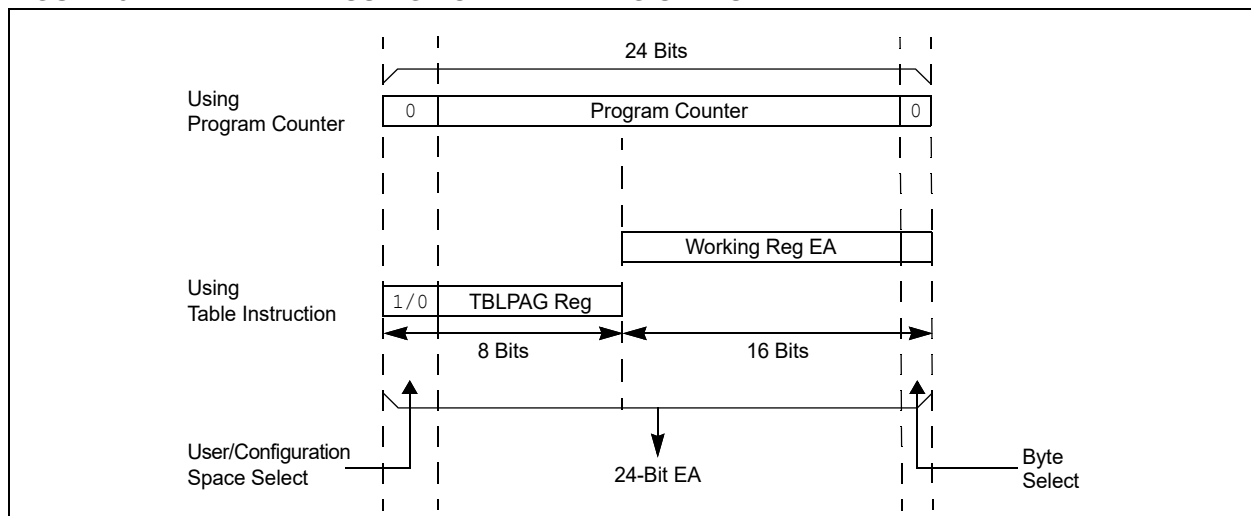 24 Bits
Using
Program Counter
0
Program Counter
0
Working Reg EA
Using
Table Instruction
1/0
TBLPAG Reg
8 Bits
16 Bits
User/Configuration
Space Select
24-Bit EA
Byte
Select